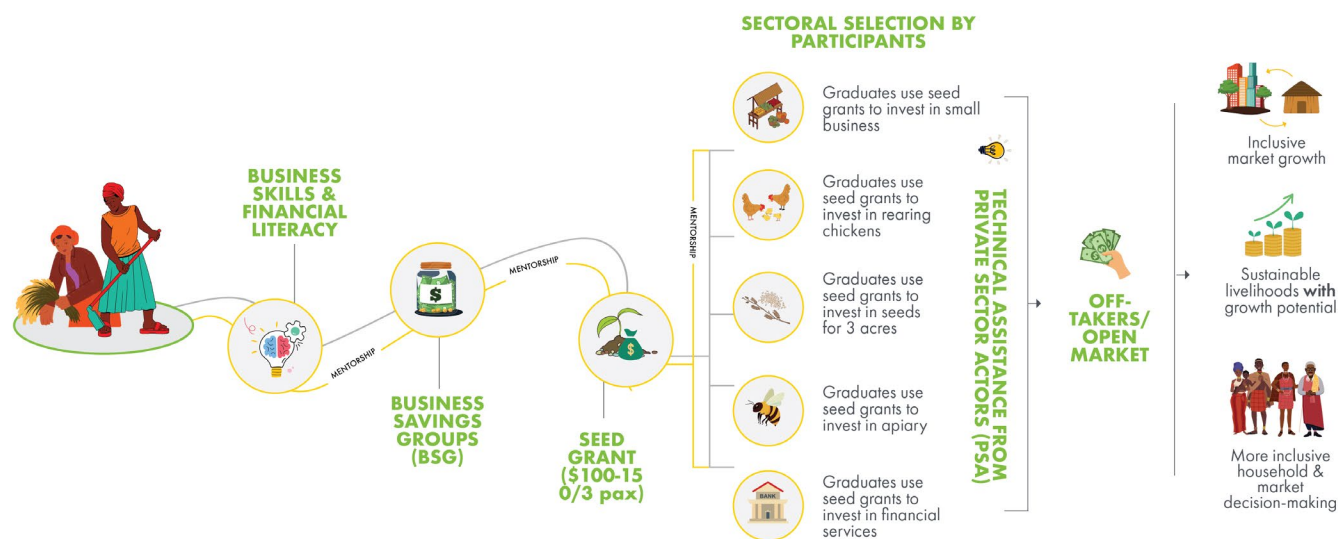 SECTORAL SELECTION BY
PARTICIPANTS
BUSINESS
SKILLS &
FINANCIAL
LITERACY
MENTORSHIP
BUSINESS
SAVINGS
GROUPS
(BSG)
$
MENTORSHIP
SEED
GRANT
($100-15
0/3 pax)
$
MENTORSHIP
Graduates use seed
grants to invest in small
business
Graduates use
seed grants to
invest in rearing
chickens
Graduates use
seed grants to
invest in seeds
for 3 acres
Graduates use
seed grants to
invest in apiary
BANK
Graduates use
seed grants to
invest in financial
services
TECHNICAL ASSISTANCE FROM
PRIVATE SECTOR ACTORS (PSA)
OFF-
TAKERS/
OPEN
MARKET
Inclusive
market growth
Sustainable
livelihoods with
growth potential
More inclusive
household &
market
decision-making